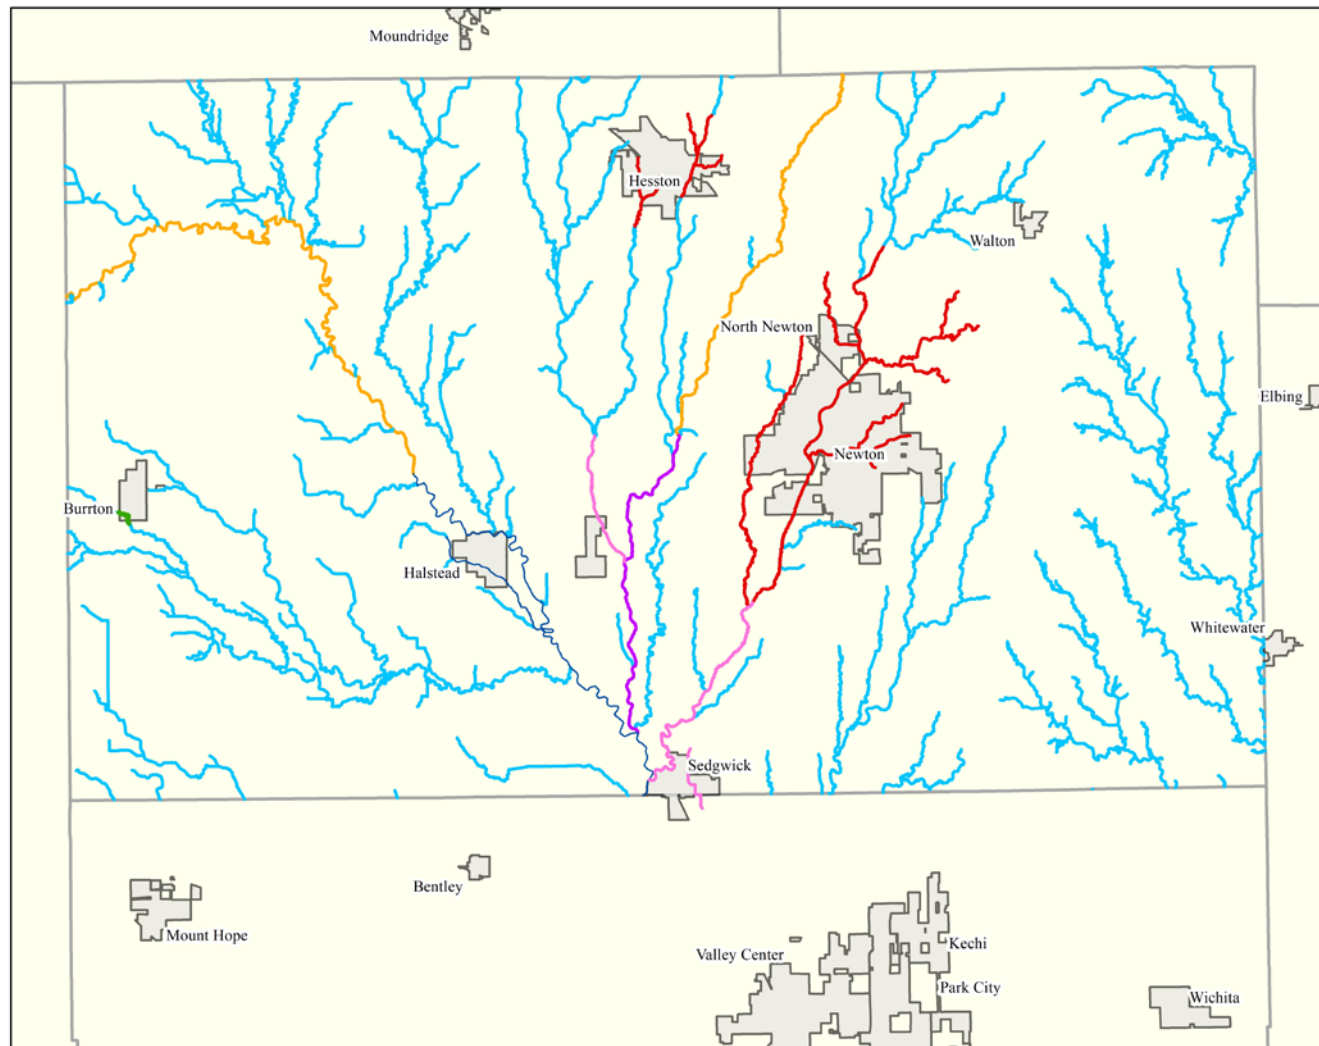 Moundridge
Hesston
Walton
North Newton
Elbing
Newton
Burrton
Halstead
Whitewater
Sedgwick
Bentley
Mount Hope
Kechi
Valley Center
Park City
Wichita